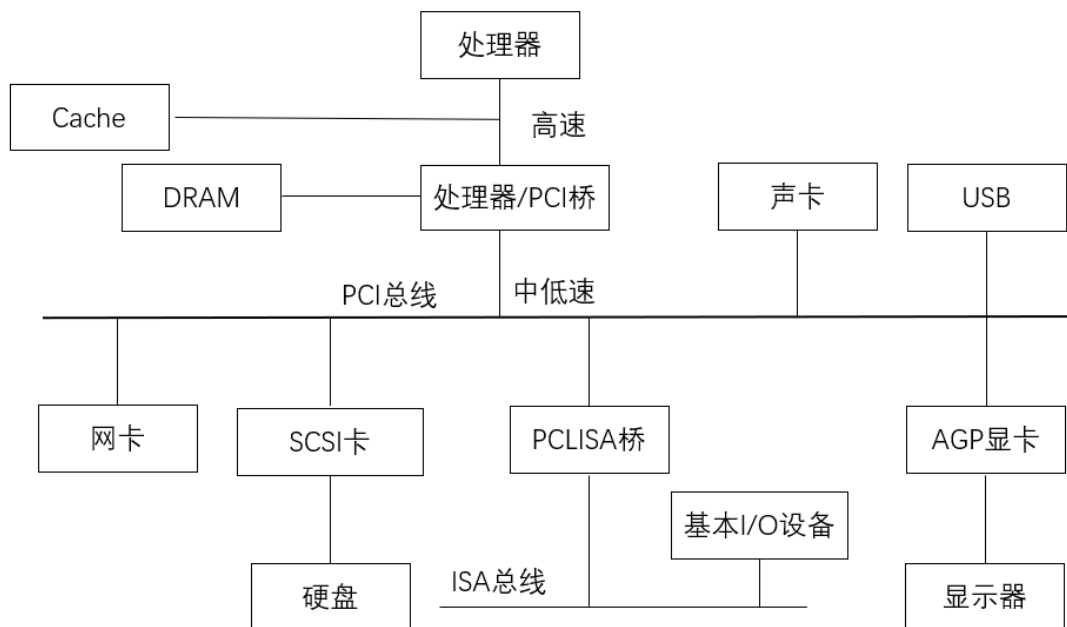 处理器
Cache
高速
DRAM
处理器/PCI桥
声卡
USB
PCI总线
中低速
网卡
SCSI卡
PCLISA桥
AGP显卡
基本I/O设备
ISA总线
硬盘
显示器